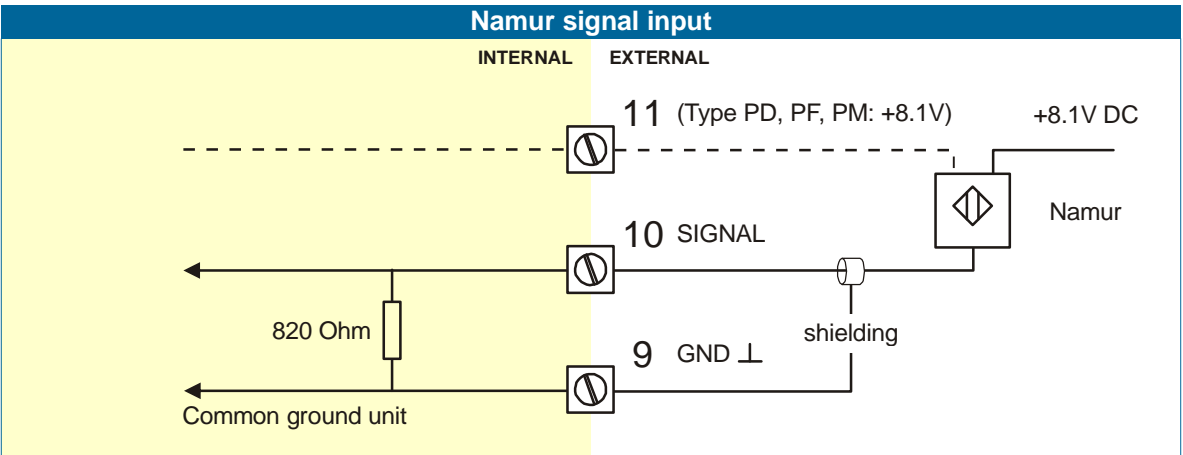 Namur signal input
INTERNAL EXTERNAL
11 (Type PD, PF, PM: +8.1V) +8.1V DC
Namur
10 SIGNAL
820 Ohm
shielding
9 GND ⊥
Common ground unit